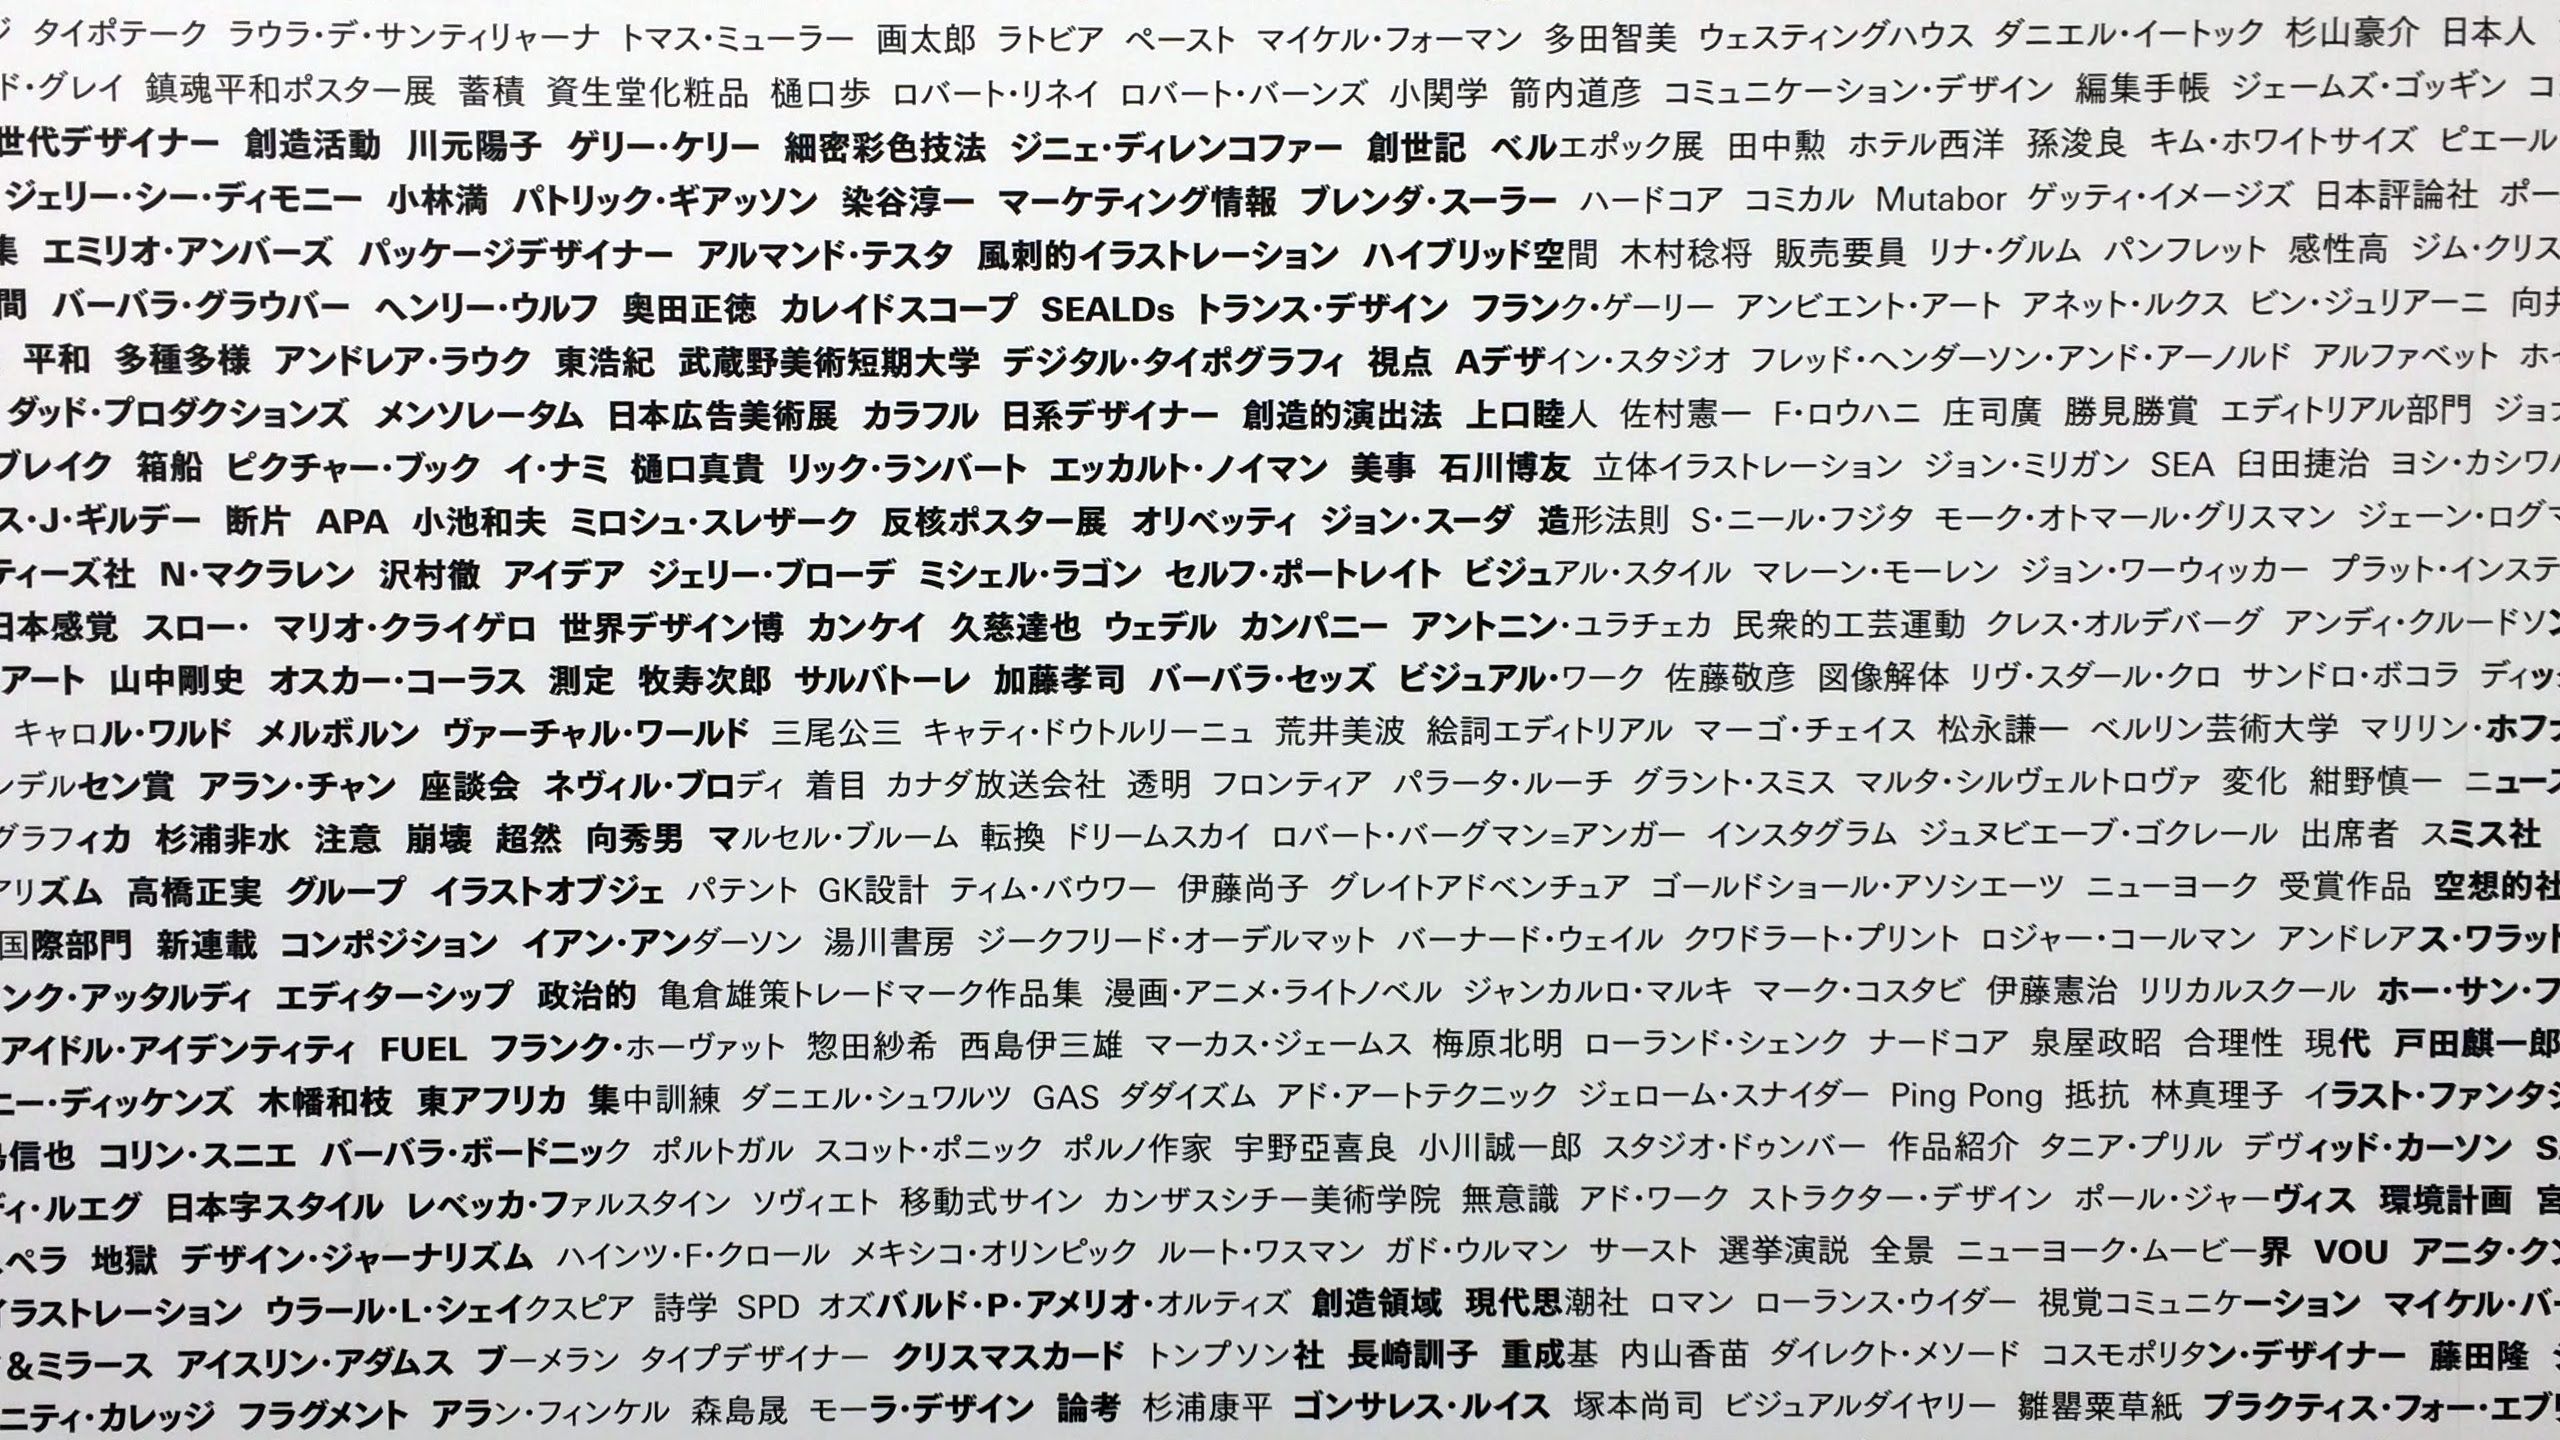 タイポテーク ラウラ・デ・サンティリャーナ トマス・ミューラー 画太郎 ラトビア ペースト マイケル・フォーマン 多田智美 ウェスティングハウス ダニエル・イートック 杉山豪介 日本人
ド・グレイ 鎮魂平和ポスター展 蓄積 資生堂化粧品 樋口歩 ロバート・リネイ ロバート・バーンズ 小関学 箭内道彦 コミュニケーション・デザイン 編集手帳 ジェームズ・ゴッギン コ
世代デザイナー 創造活動 川元陽子 ゲリー・ケリー 細密彩色技法 ジニェ・ディレンコファー 創世記 ベルエポック展 田中勲 ホテル西洋 孫浚良 キム・ホワイトサイズ ピエール
ジェリー・シー・ディモニー 小林満 パトリック・ギアッソン 染谷淳一 マーケティング情報 ブレンダ・スーラー ハードコア コミカル Mutabor ゲッティ・イメージズ 日本評論社 ポー
集 エミリオ・アンバーズ パッケージデザイナー アルマンド・テスタ 風刺的イラストレーション ハイブリッド空間 木村稔将 販売要員 リナ・グルム パンフレット 感性高 ジム・クリス
間 バーバラ・グラウバー ヘンリー・ウルフ 奥田正徳 カレイドスコープ SEALDs トランス・デザイン フランク・ゲーリー アンビエント・アート アネット・ルクス ビン・ジュリアーニ 向井
平和 多種多様 アンドレア・ラウク 東浩紀 武蔵野美術短期大学 デジタル・タイポグラフィ 視点 Aデザイン・スタジオ フレッド・ヘンダーソン・アンド・アーノルド アルファベット ホイ
ダッド・プロダクションズ メンソレータム 日本広告美術展 カラフル 日系デザイナー 創造的演出法 上口睦人 佐村憲一 F・ロウハニ 庄司廣 勝見勝賞 エディトリアル部門 ジョ
ブレイク 箱船 ピクチャー・ブック イ・ナミ 樋口真貴 リック・ランバート エッカルト・ノイマン 美事 石川博友 立体イラストレーション ジョン・ミリガン SEA 臼田捷治 ヨシ・カシワ
ス・J・ギルデー 断片 APA 小池和夫 ミロシュ・スレザーク 反核ポスター展 オリベッティ ジョン・スーダ 造形法則 S・ニール・フジタ モーク・オトマール・グリスマン ジェーン・ログマ
ティーズ社 N・マクラレン 沢村徹 アイデア ジェリー・ブローデ ミシェル・ラゴン セルフ・ポートレイト ビジュアル・スタイル マレーン・モーレン ジョン・ワーウィッカー プラット・インステ
日本感覚 スロー・ マリオ・クライゲロ 世界デザイン博 カンケイ 久慈達也 ウェデル カンパニー アントニン・ユラチェカ 民衆的工芸運動 クレス・オルデバーグ アンディ・クルードソン
アート 山中剛史 オスカー・コーラス 測定 牧寿次郎 サルバトーレ 加藤孝司 バーバラ・セッズ ビジュアル・ワーク 佐藤敬彦 図像解体 リヴ・スダール・クロ サンドロ・ボコラ ディッ
キャロル・ワルド メルボルン ヴァーチャル・ワールド 三尾公三 キャティ・ドウトルリーニュ 荒井美波 絵詞エディトリアル マーゴ・チェイス 松永謙一 ベルリン芸術大学 マリリン・ホフ
ンデルセン賞 アラン・チャン 座談会 ネヴィル・ブロディ 着目 カナダ放送会社 透明 フロンティア パラータ・ルーチ グラント・スミス マルタ・シルヴェルトロヴァ 変化 紺野慎一 ニュース
グラフィカ 杉浦非水 注意 崩壊 超然 向秀男 マルセル・ブルーム 転換 ドリームスカイ ロバート・バーグマン=アンガー インスタグラム ジュヌビエーブ・ゴクレール 出席者 スミス社
アリズム 高橋正実 グループ イラストオブジェ パテント GK設計 ティム・バウワー 伊藤尚子 グレイトアドベンチュア ゴールドショール・アソシエーツ ニューヨーク 受賞作品 空想的社
国際部門 新連載 コンポジション イアン・アンダーソン 湯川書房 ジークフリード・オーデルマット バーナード・ウェイル クワドラート・プリント ロジャー・コールマン アンドレアス・ワラット
ンク・アッタルディ エディターシップ 政治的 亀倉雄策トレードマーク作品集 漫画・アニメ・ライトノベル ジャンカルロ・マルキ マーク・コスタビ 伊藤憲治 リリカルスクール ホー・サン・フ
アイドル・アイデンティティ FUEL フランク・ホーヴァット 惣田紗希 西島伊三雄 マーカス・ジェームス 梅原北明 ローランド・シェンク ナードコア 泉屋政昭 合理性 現代 戸田麒一郎
ニー・ディッケンズ 木幡和枝 東アフリカ 集中訓練 ダニエル・シュワルツ GAS ダダイズム アド・アートテクニック ジェローム・スナイダー Ping Pong 抵抗 林真理子 イラスト・ファンタジ
信也 コリン・スニエ バーバラ・ボードニック ポルトガル スコット・ポニック ポルノ作家 宇野亞喜良 小川誠一郎 スタジオ・ドゥンバー 作品紹介 タニア・プリル デヴィッド・カーソン S
ディ・ルエグ 日本字スタイル レベッカ・ファルスタイン ソヴィエト 移動式サイン カンザスシチー美術学院 無意識 アド・ワーク ストラクター・デザイン ポール・ジャーヴィス 環境計画 宮
ペラ 地獄 デザイン・ジャーナリズム ハインツ・F・クロール メキシコ・オリンピック ルート・ワスマン ガド・ウルマン サースト 選挙演説 全景 ニューヨーク・ムービー界 VOU アニタ・クン
イラストレーション ウラール・L・シェイクスピア 詩学 SPD オズバルド・P・アメリオ・オルティズ 創造領域 現代思潮社 ロマン ローランス・ウイダー 視覚コミュニケーション マイケル・バー
&ミラース アイスリン・アダムス ブーメラン タイプデザイナー クリスマスカード トンプソン社 長崎訓子 重成基 内山香苗 ダイレクト・メソード コスモポリタン・デザイナー 藤田隆
ニティ・カレッジ フラグメント アラン・フィンケル 森島晟 モーラ・デザイン 論考 杉浦康平 ゴンサレス・ルイス 塚本尚司 ビジュアルダイヤリー 雛罌粟草紙 プラクティス・フォー・エブリ